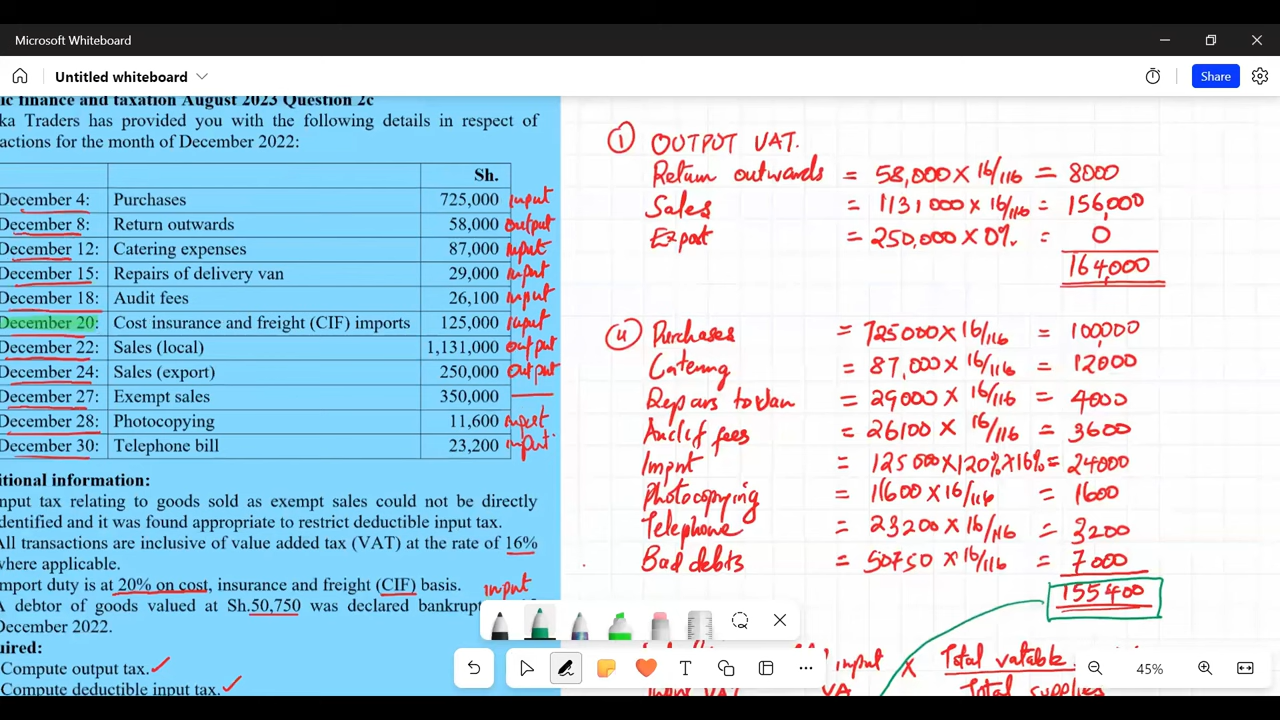 Microsoft Whiteboard
Untitled whiteboard
Share
ic finance and taxation August 2023 Question 2c
ka Traders has provided you with the following details in respect of
actions for the month of December 2022:
Sh.
December 4: Purchases 725,000 input
December 8: Return outwards 58,000 output
December 12: Catering expenses 87,000 input
December 15: Repairs of delivery van 29,000 input
December 18: Audit fees 26,100 input
December 20: Cost insurance and freight (CIF) imports 125,000 input
December 22: Sales (local) 1,131,000 output
December 24: Sales (export) 250,000 output
December 27: Exempt sales 350,000
December 28: Photocopying 11,600 input
December 30: Telephone bill 23,200 input
itional information:
nput tax relating to goods sold as exempt sales could not be directly
dentified and it was found appropriate to restrict deductible input tax.
All transactions are inclusive of value added tax (VAT) at the rate of 16%
where applicable.
mport duty is at 20% on cost, insurance and freight (CIF) basis.
input
A debtor of goods valued at Sh.50,750 was declared bankrupt
December 2022.
uired:
Compute output tax.
Compute deductible input tax.
① OUTPUT VAT.
Return outwards = 58,000 X 16/116 = 8000
Sales = 1131 000 X 16/116 = 156,000
Export = 250,000 X 0% = 0
164,000
Purchases = 725000 X 16/116 = 100,000
Catering = 87,000 X 16/116 = 12000
Repairs to Van = 29000 X 16/116 = 4000
Audit fees = 26100 X 16/116 = 3600
Import = 125 000 X 120% X 16% = 24000
Photocopying = 11600 X 16/116 = 1600
Telephone = 23200 X 16/116 = 3200
Bad debts = 50750 X 16/116 = 7000
155400
input X Total vatable
Total supplies
45%